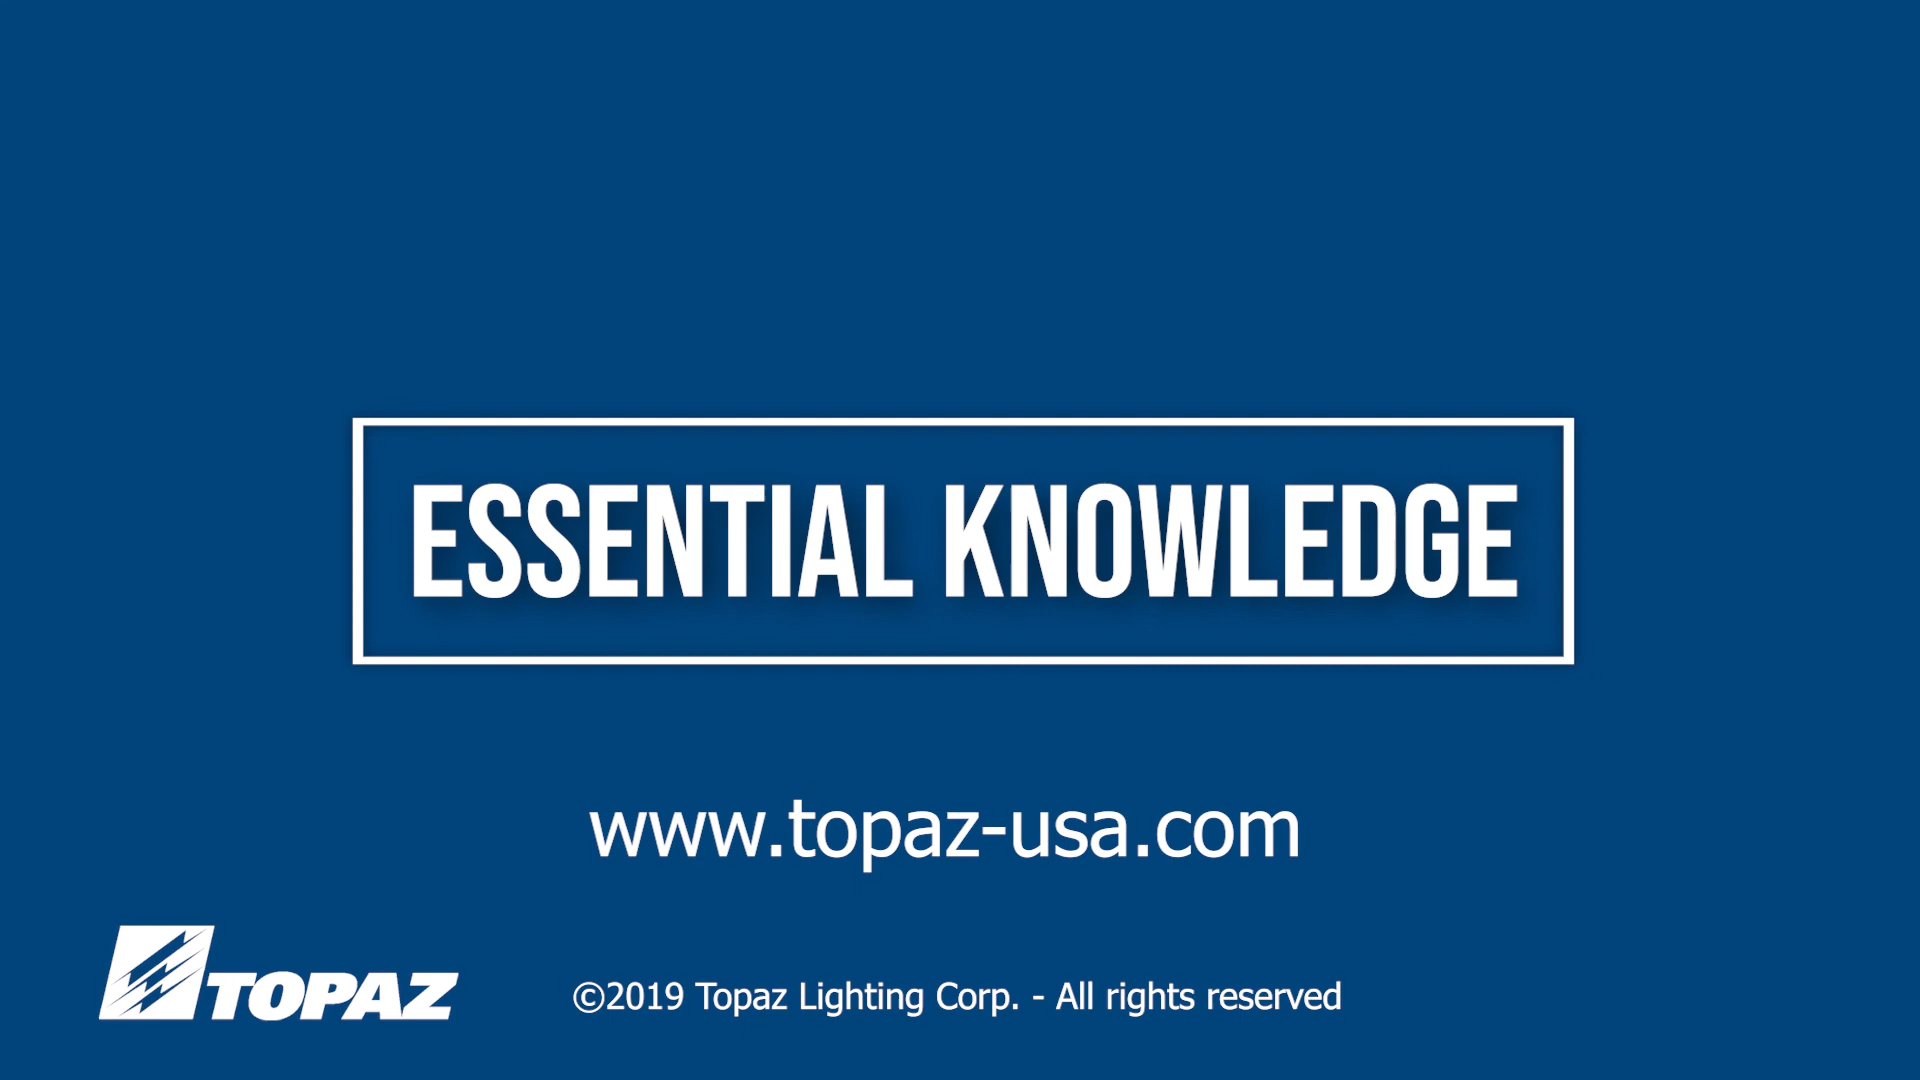 ESSENTIAL KNOWLEDGE
www.topaz-usa.com
TOPAZ
©2019 Topaz Lighting Corp. - All rights reserved